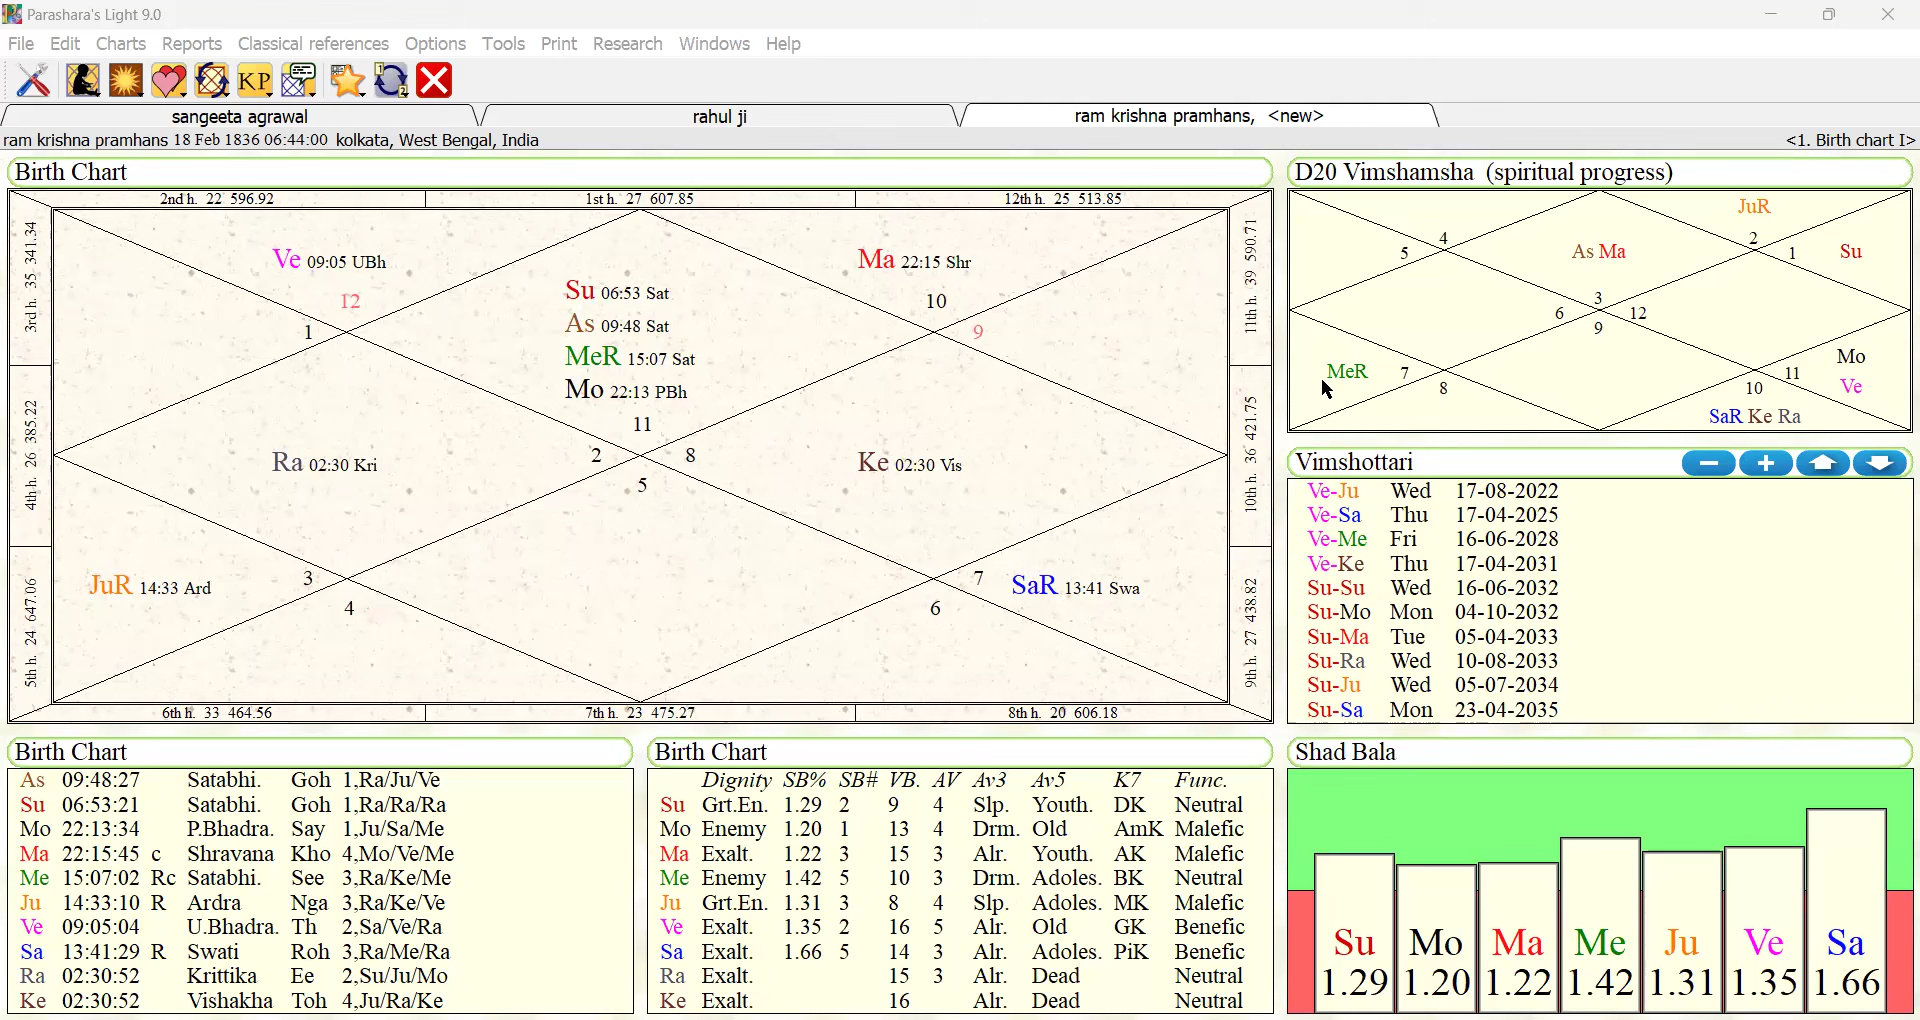 Parashara's Light 9.0
File Edit Charts Reports Classical references Options Tools Print Research Windows Help
KP
sangeeta agrawal
rahul ji
ram krishna pramhans, <new>
ram krishna pramhans 18 Feb 1836 06:44:00 kolkata, West Bengal, India
<1. Birth chart I>
Birth Chart
2nd h. 22 596.92
1st h. 27 607.85
12th h. 25 513.85
3rd h. 35 341.34
4th h. 26 385.22
5th h. 24 647.06
Ve 09:05 UBh
12
1
Su 06:53 Sat
As 09:48 Sat
MeR 15:07 Sat
Mo 22:13 PBh
11
Ma 22:15 Shr
10
9
Ra 02:30 Kri
2
8
5
Ke 02:30 Vis
JuR 14:33 Ard
3
4
7
SaR 13:41 Swa
6
11th h. 39 590.71
10th h. 36 421.75
9th h. 27 438.82
6th h. 33 464.56
7th h. 23 475.27
8th h. 20 606.18
D20 Vimshamsha (spiritual progress)
JuR
4
2
5
As Ma
1
Su
3
6
12
9
Mo
MeR
7
11
8
10
Ve
SaR Ke Ra
Vimshottari
Ve-Ju Wed 17-08-2022
Ve-Sa Thu 17-04-2025
Ve-Me Fri 16-06-2028
Ve-Ke Thu 17-04-2031
Su-Su Wed 16-06-2032
Su-Mo Mon 04-10-2032
Su-Ma Tue 05-04-2033
Su-Ra Wed 10-08-2033
Su-Ju Wed 05-07-2034
Su-Sa Mon 23-04-2035
Birth Chart
As 09:48:27 Satabhi. Goh 1,Ra/Ju/Ve
Su 06:53:21 Satabhi. Goh 1,Ra/Ra/Ra
Mo 22:13:34 P.Bhadra. Say 1,Ju/Sa/Me
Ma 22:15:45 c Shravana Kho 4,Mo/Ve/Me
Me 15:07:02 Rc Satabhi. See 3,Ra/Ke/Me
Ju 14:33:10 R Ardra Nga 3,Ra/Ke/Ve
Ve 09:05:04 U.Bhadra. Th 2,Sa/Ve/Ra
Sa 13:41:29 R Swati Roh 3,Ra/Me/Ra
Ra 02:30:52 Krittika Ee 2,Su/Ju/Mo
Ke 02:30:52 Vishakha Toh 4,Ju/Ra/Ke
Birth Chart
Dignity SB% SB# VB. AV Av3 Av5 K7 Func.
Su Grt.En. 1.29 2 9 4 Slp. Youth. DK Neutral
Mo Enemy 1.20 1 13 4 Drm. Old AmK Malefic
Ma Exalt. 1.22 3 15 3 Alr. Youth. AK Malefic
Me Enemy 1.42 5 10 3 Drm. Adoles. BK Neutral
Ju Grt.En. 1.31 3 8 4 Slp. Adoles. MK Malefic
Ve Exalt. 1.35 2 16 5 Alr. Old GK Benefic
Sa Exalt. 1.66 5 14 3 Alr. Adoles. PiK Benefic
Ra Exalt. 15 3 Alr. Dead Neutral
Ke Exalt. 16 Alr. Dead Neutral
Shad Bala
Su Mo Ma Me Ju Ve Sa
1.29 1.20 1.22 1.42 1.31 1.35 1.66